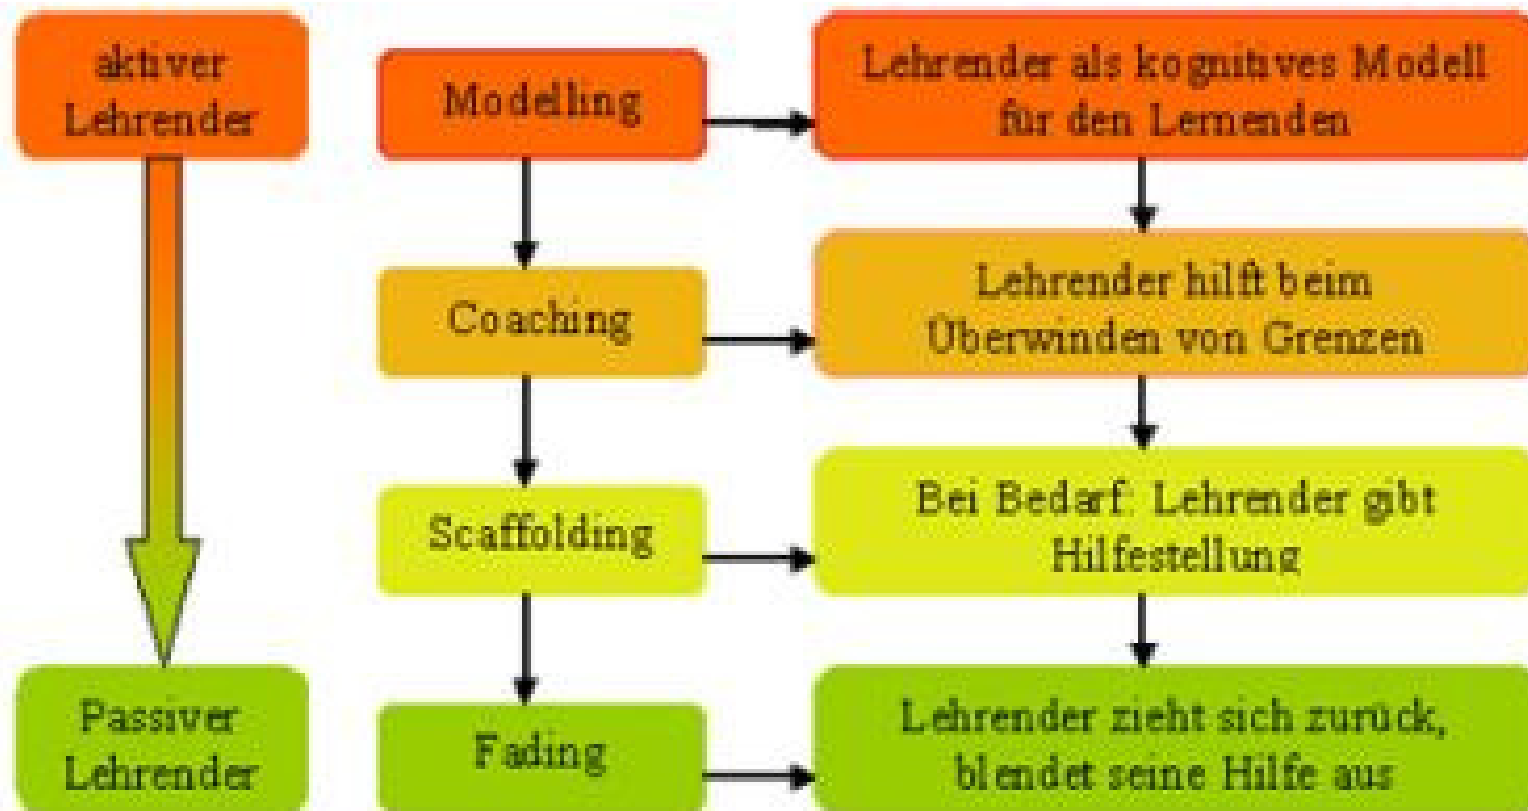 aktiver
Lehrender
Modelling
Lehrender als kognitives Modell
für den Lernenden
Coaching
Lehrender hilft beim
Überwinden von Grenzen
Scaffolding
Bei Bedarf: Lehrender gibt
Hilfestellung
Passiver
Lehrender
Fading
Lehrender zieht sich zurück,
blendet seine Hilfe aus